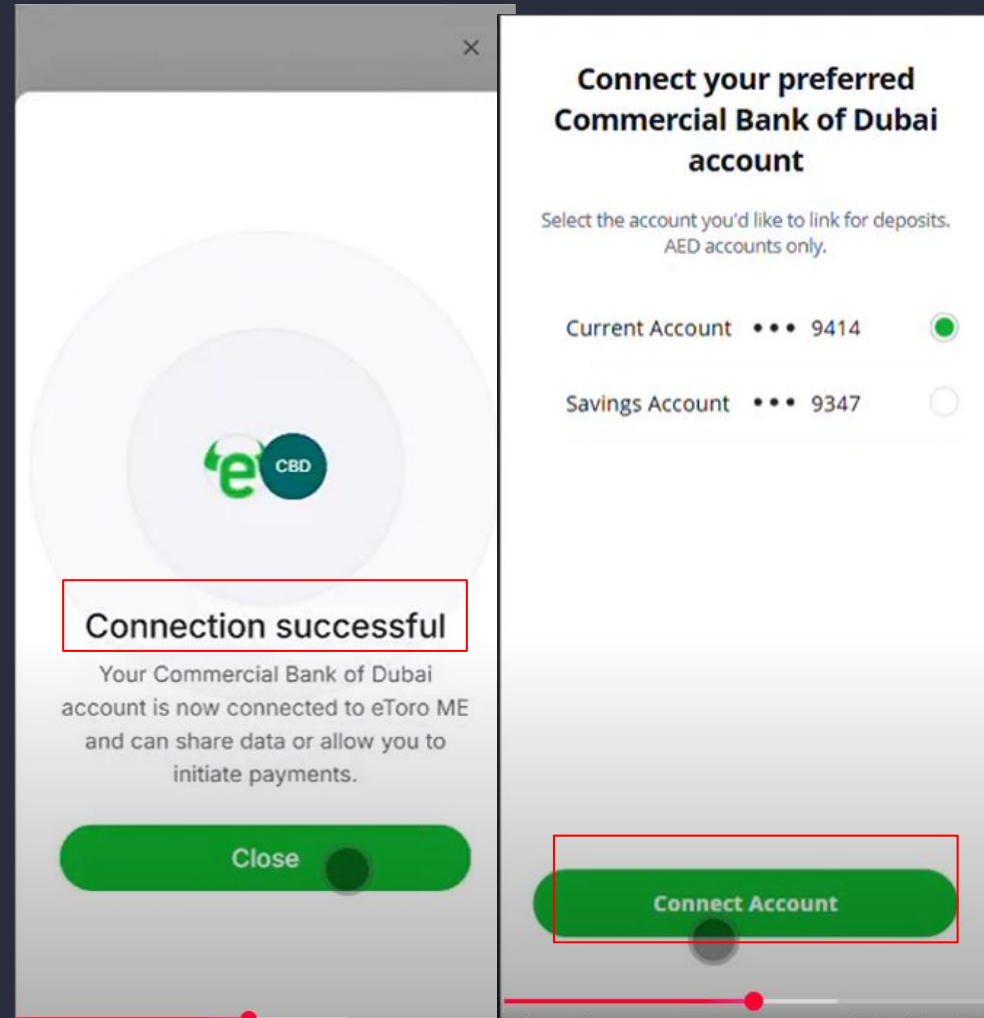 e CBD
Connection successful
Your Commercial Bank of Dubai
account is now connected to eToro ME
and can share data or allow you to
initiate payments.
Close
Connect your preferred
Commercial Bank of Dubai
account
Select the account you'd like to link for deposits.
AED accounts only.
Current Account ••• 9414
Savings Account ••• 9347
Connect Account